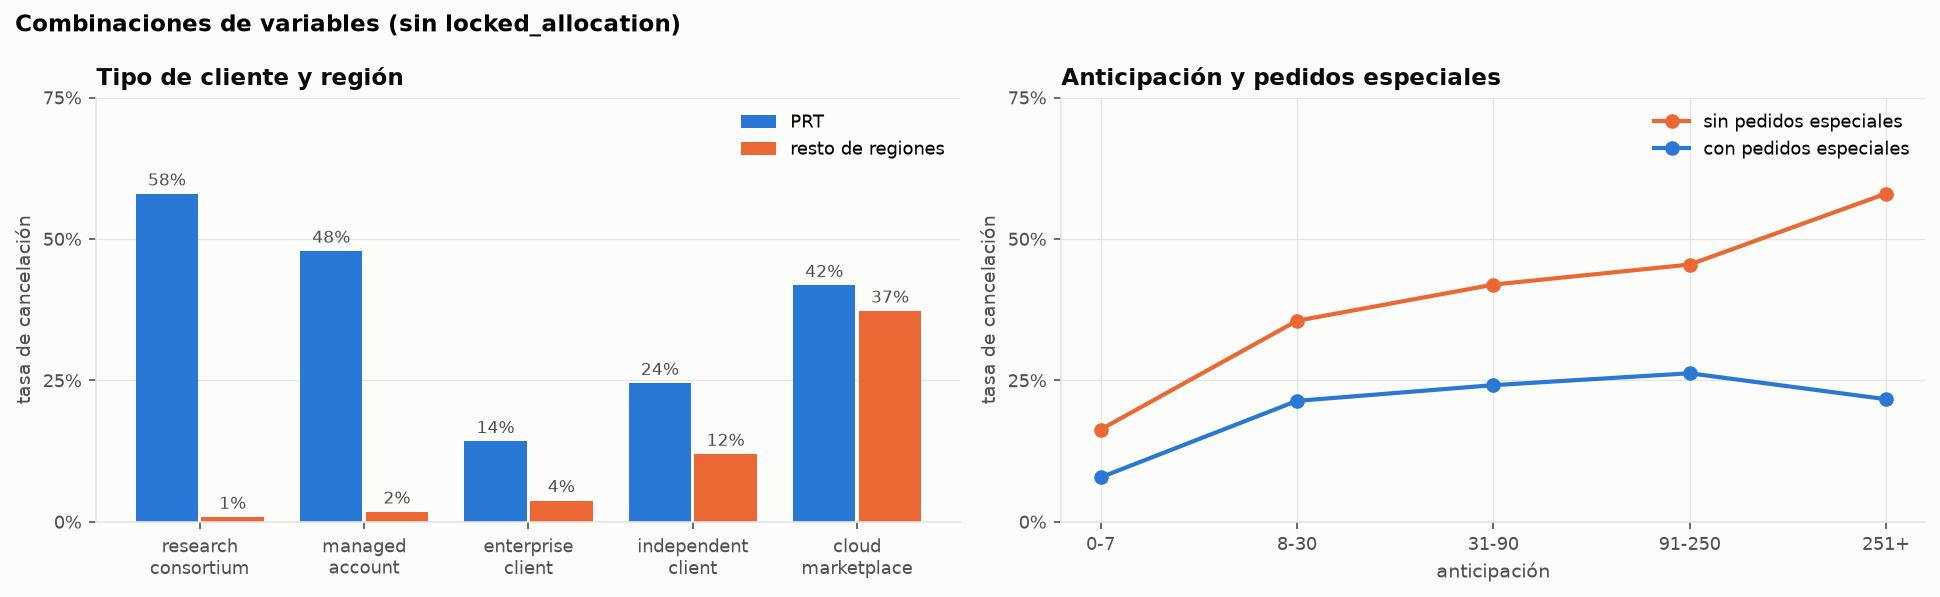 Combinaciones de variables (sin locked_allocation)
Tipo de cliente y región
75%
50%
25%
0%
tasa de cancelación
PRT
resto de regiones
58%
1%
48%
2%
14%
4%
24%
12%
42%
37%
research
consortium
managed
account
enterprise
client
independent
client
cloud
marketplace
Anticipación y pedidos especiales
75%
50%
25%
0%
tasa de cancelación
sin pedidos especiales
con pedidos especiales
0-7
8-30
31-90
91-250
251+
anticipación